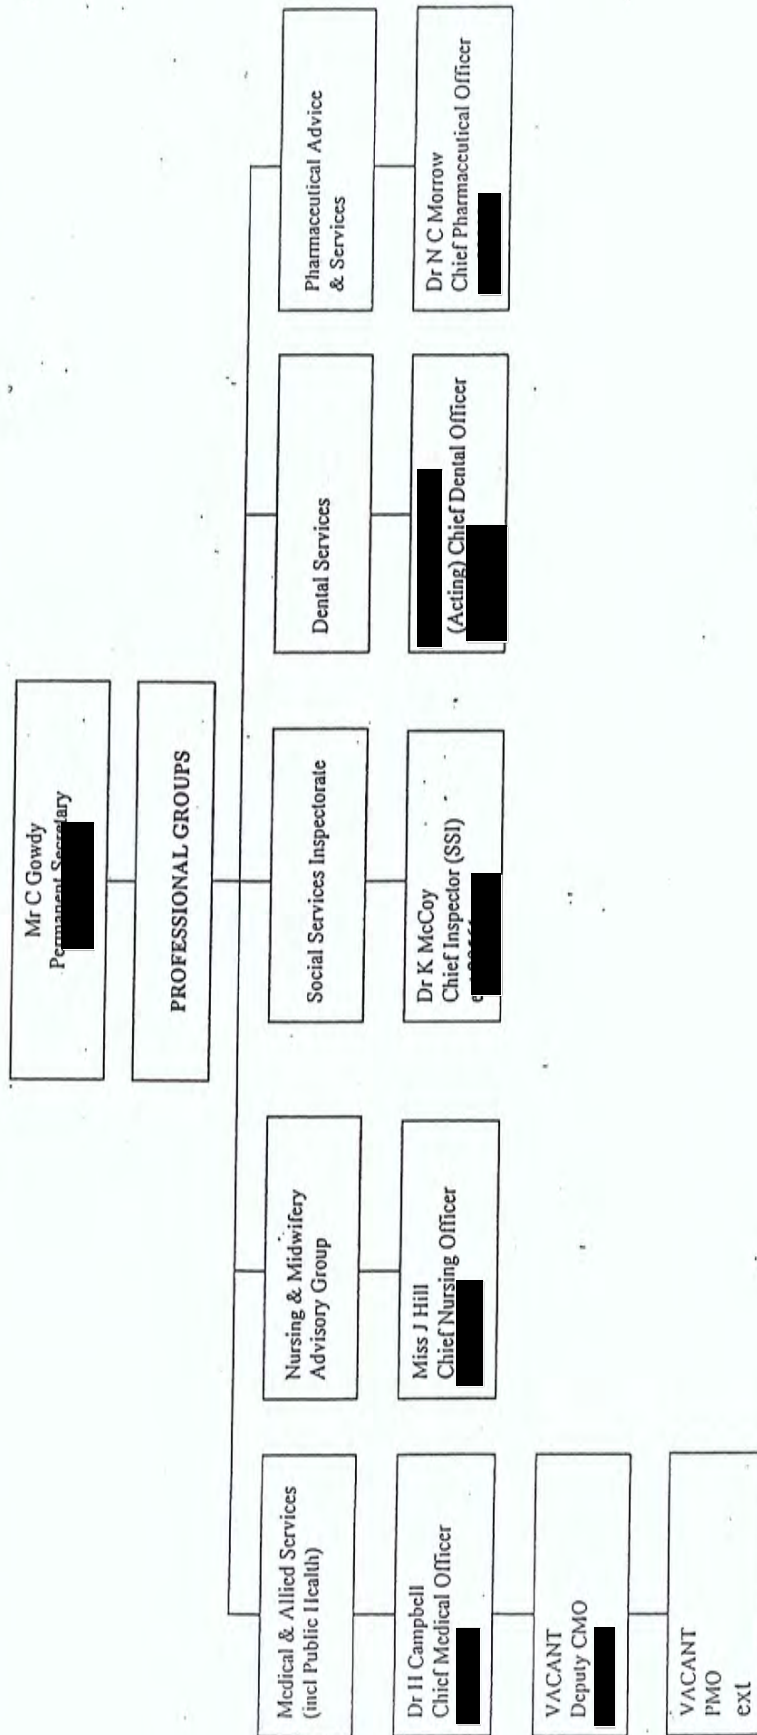 Mr C Gowdy
Permanent Secretary
PROFESSIONAL GROUPS
Medical & Allied Services
(incl Public Health)
Dr H Campbell
Chief Medical Officer
VACANT
Deputy CMO
VACANT
PMO
ext
Nursing & Midwifery
Advisory Group
Miss J Hill
Chief Nursing Officer
Social Services Inspectorate
Dr K McCoy
Chief Inspector (SSI)
Dental Services
(Acting) Chief Dental Officer
Pharmaceutical Advice
& Services
Dr N C Morrow
Chief Pharmaceutical Officer